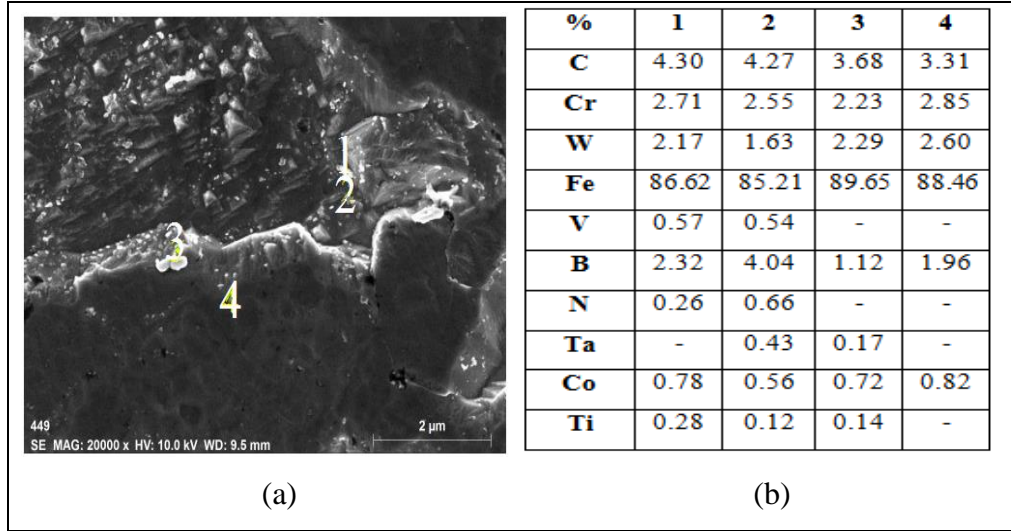 1
2
3
4
449
2 µm
SE MAG: 20000 x HV: 10.0 kV WD: 9.5 mm
% 1 2 3 4
C 4.30 4.27 3.68 3.31
Cr 2.71 2.55 2.23 2.85
W 2.17 1.63 2.29 2.60
Fe 86.62 85.21 89.65 88.46
V 0.57 0.54 - -
B 2.32 4.04 1.12 1.96
N 0.26 0.66 - -
Ta - 0.43 0.17 -
Co 0.78 0.56 0.72 0.82
Ti 0.28 0.12 0.14 -
(a) (b)